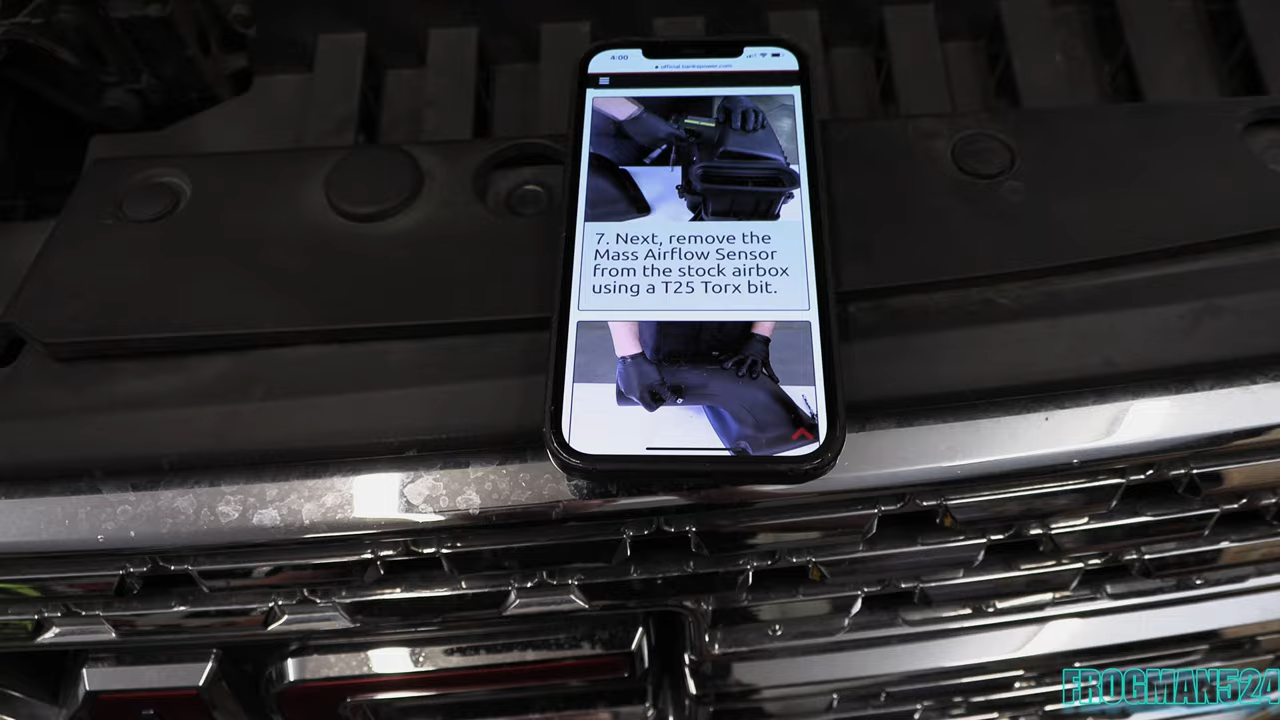 4:00
official.bankspower.com
7. Next, remove the
Mass Airflow Sensor
from the stock airbox
using a T25 Torx bit.
FROGMAN524